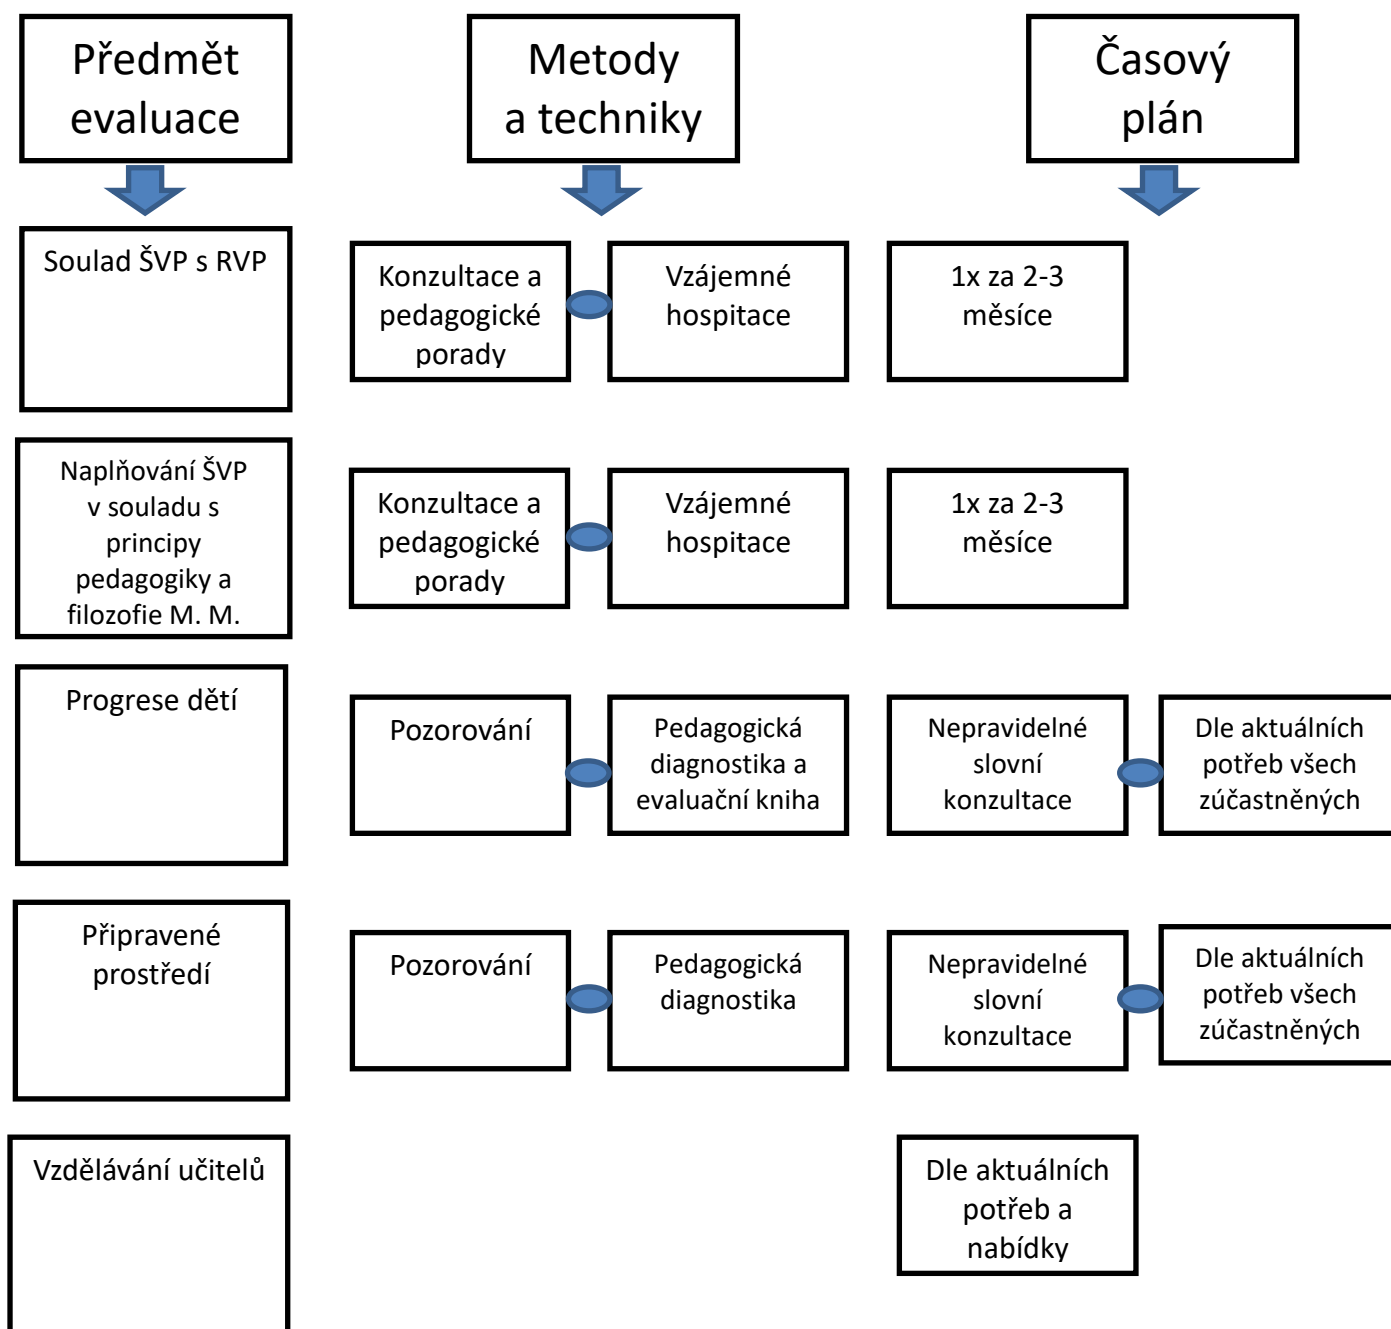 Předmět
evaluace
Metody
a techniky
Časový
plán
Soulad ŠVP s RVP
Konzultace a
pedagogické
porady
Vzájemné
hospitace
1x za 2-3
měsíce
Naplňování ŠVP
v souladu s
principy
pedagogiky a
filozofie M. M.
Konzultace a
pedagogické
porady
Vzájemné
hospitace
1x za 2-3
měsíce
Progrese dětí
Pozorování
Pedagogická
diagnostika a
evaluační kniha
Nepravidelné
slovní
konzultace
Dle aktuálních
potřeb všech
zúčastněných
Připravené
prostředí
Pozorování
Pedagogická
diagnostika
Nepravidelné
slovní
konzultace
Dle aktuálních
potřeb všech
zúčastněných
Vzdělávání učitelů
Dle aktuálních
potřeb a
nabídky